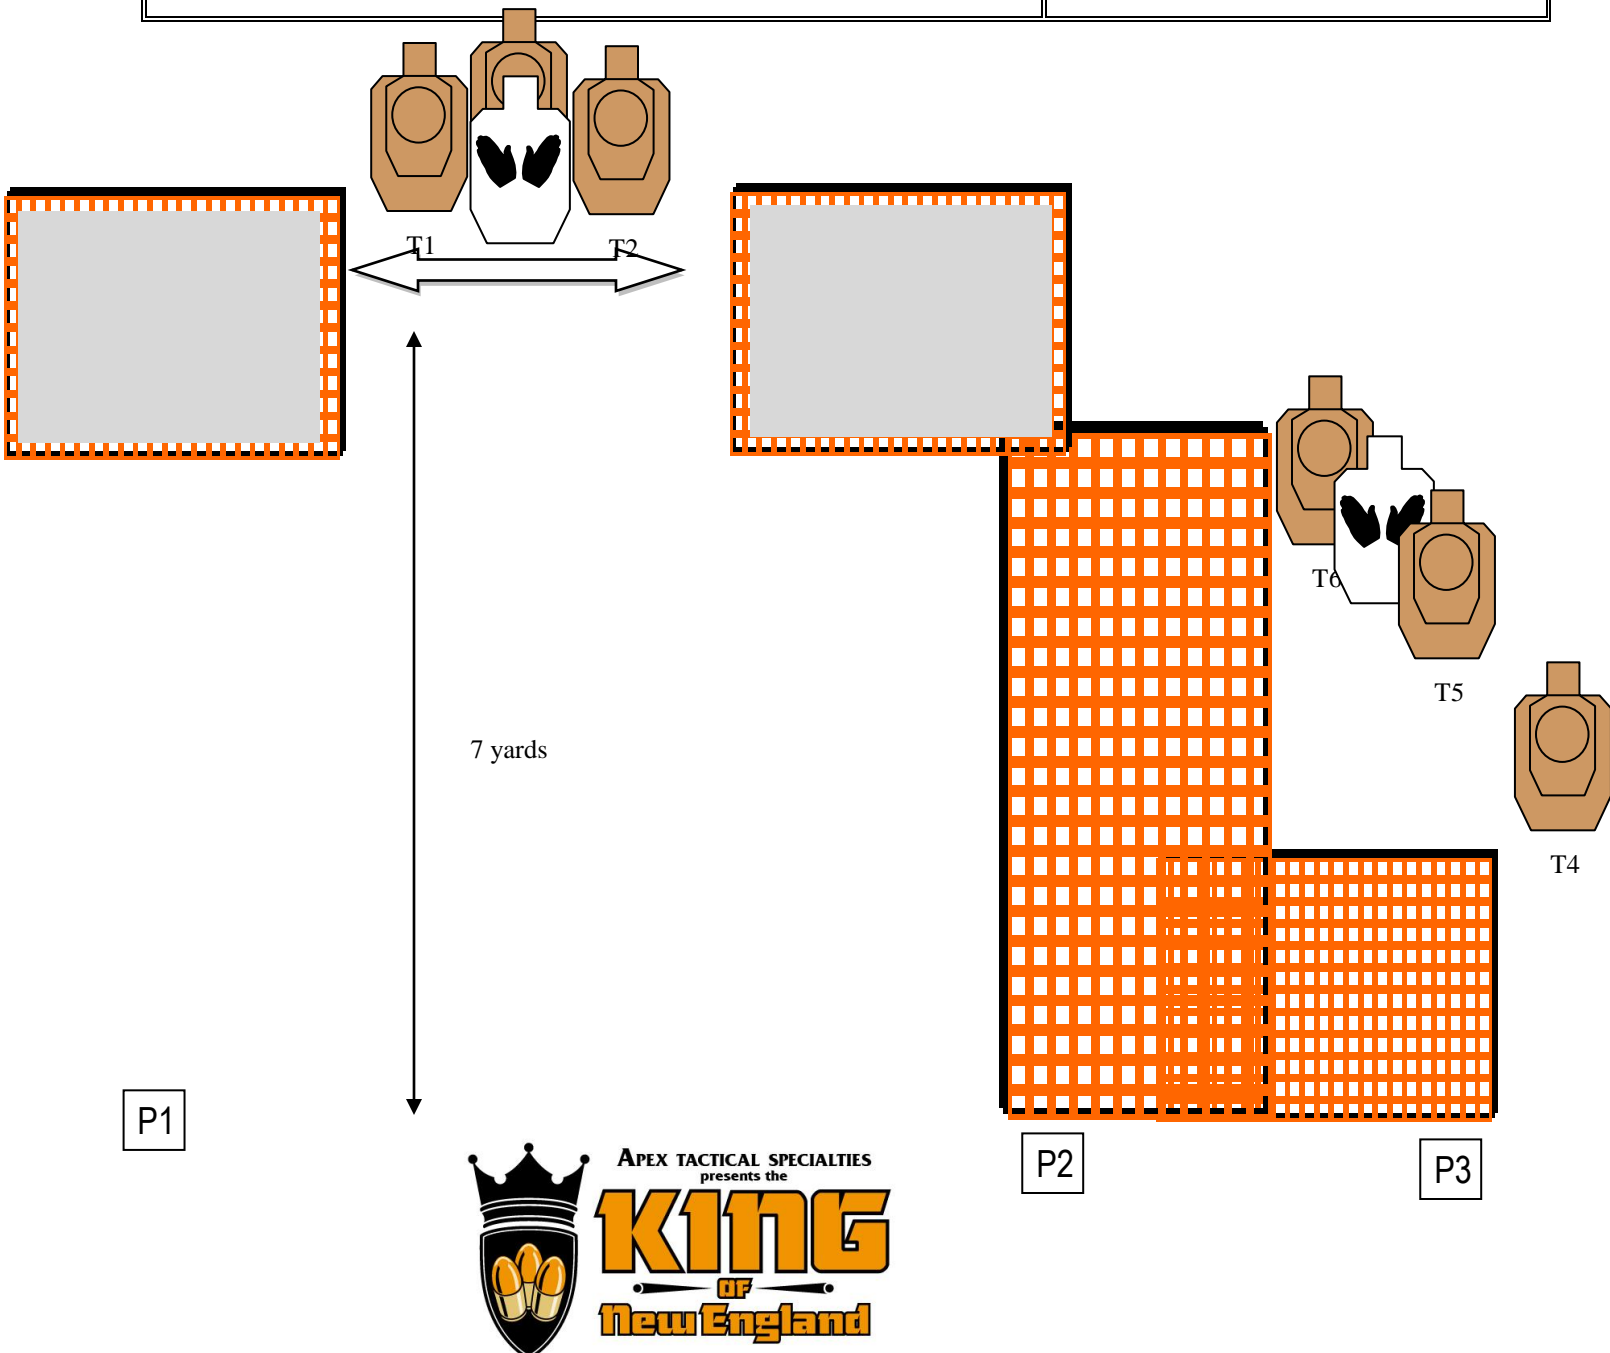 T1
T2
T6
7 yards
T5
T4
P1
P2
P3
APEX TACTICAL SPECIALTIES
presents the
KING
OF
New England